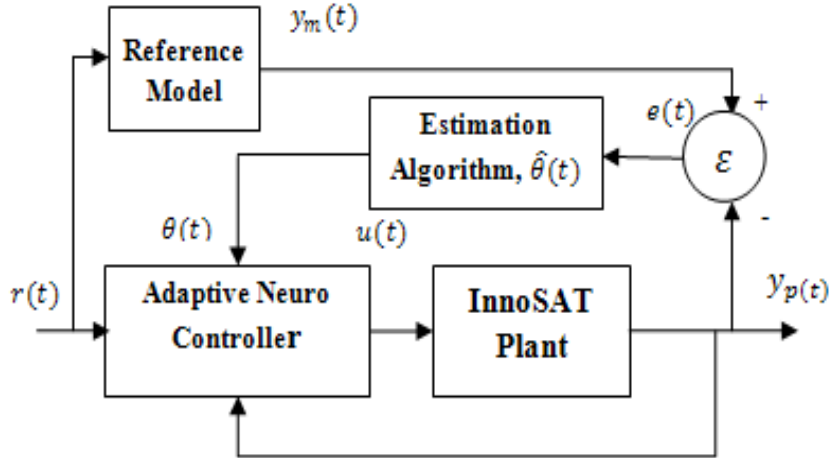 y_m(t)
Reference
Model
+
e(t)
Estimation
Algorithm, θ̂(t)
ε
-
θ(t)
u(t)
r(t)
Adaptive Neuro
Controller
InnoSAT
Plant
y_p(t)